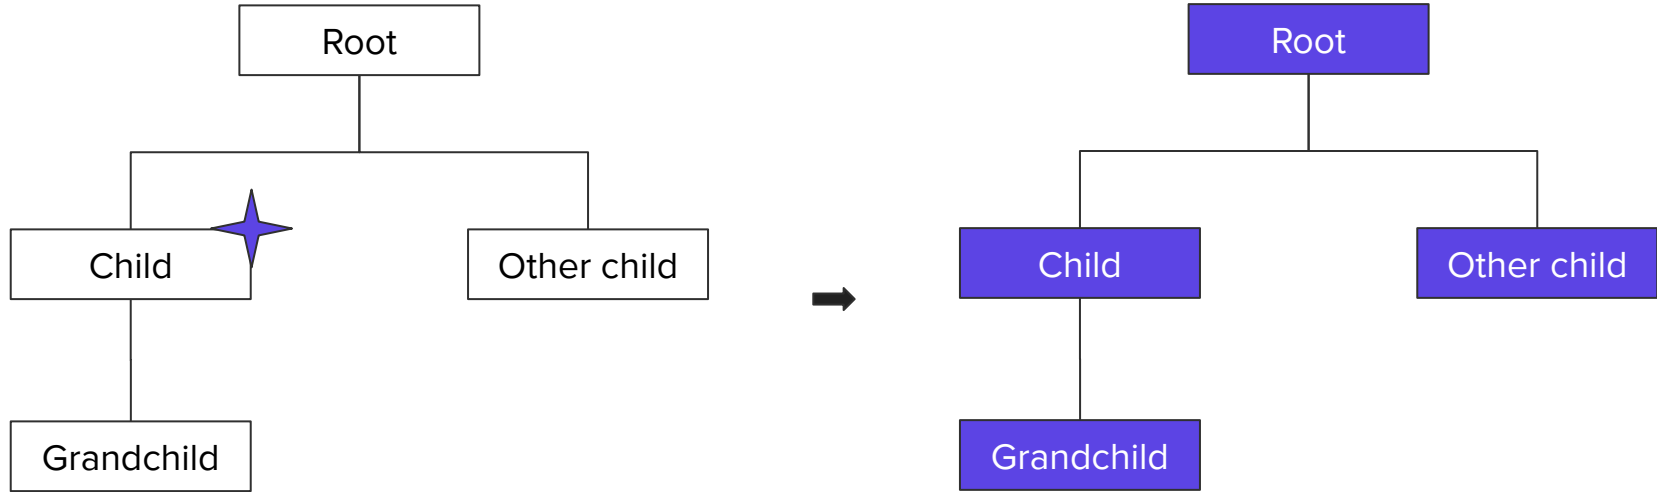 Root
Child
Other child
Grandchild
Root
Child
Other child
Grandchild